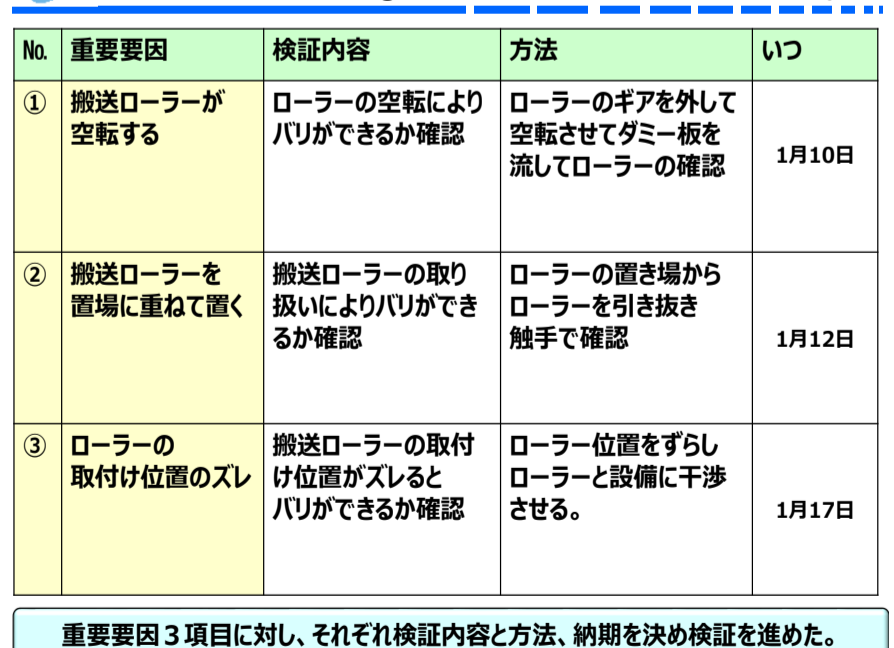 No. 重要要因 検証内容 方法 いつ
① 搬送ローラーが ローラーの空転により ローラーのギアを外して
空転する バリができるか確認 空転させてダミー板を
流してローラーの確認
1月10日
② 搬送ローラーを 搬送ローラーの取り ローラーの置き場から
置場に重ねて置く 扱いによりバリができ ローラーを引き抜き
るか確認 触手で確認
1月12日
③ ローラーの 搬送ローラーの取付 ローラー位置をずらし
取付け位置のズレ け位置がズレると ローラーと設備に干渉
バリができるか確認 させる。
1月17日
重要要因3項目に対し、それぞれ検証内容と方法、納期を決め検証を進めた。